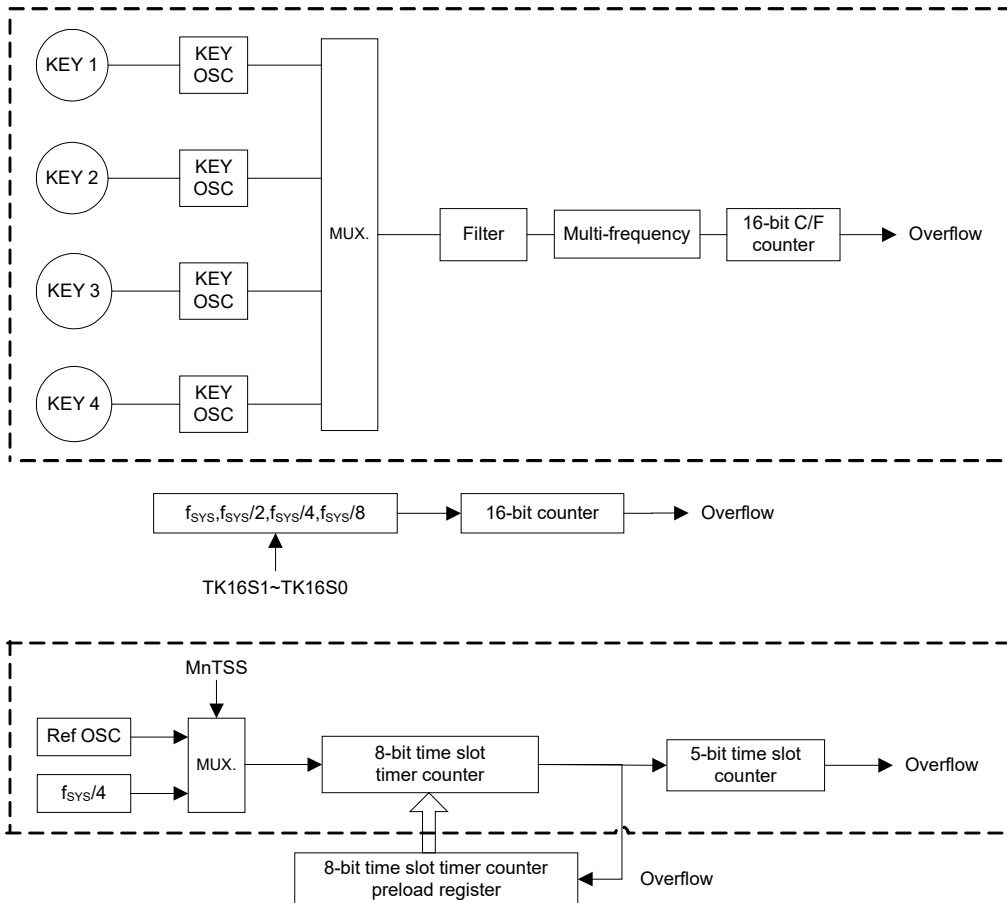 KEY 1
KEY
OSC
KEY 2
KEY
OSC
KEY 3
KEY
OSC
KEY 4
KEY
OSC
MUX.
Filter
Multi-frequency
16-bit C/F
counter
Overflow
fSYS,fSYS/2,fSYS/4,fSYS/8
16-bit counter
Overflow
TK16S1~TK16S0
MnTSS
Ref OSC
fSYS/4
MUX.
8-bit time slot
timer counter
5-bit time slot
counter
Overflow
8-bit time slot timer counter
preload register
Overflow